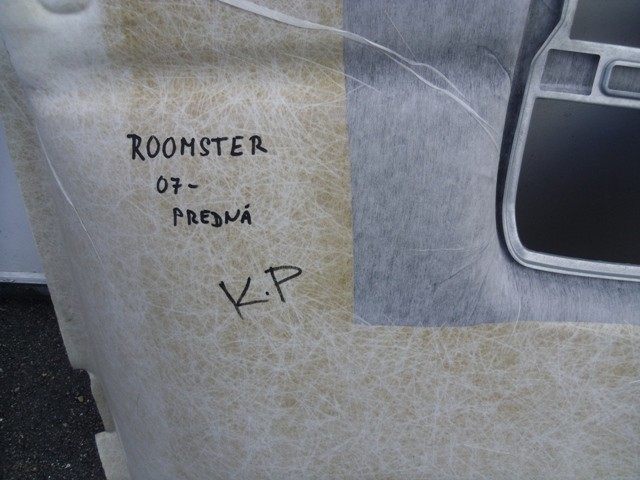 ROOMSTER
07-
PREDNÁ
K.P